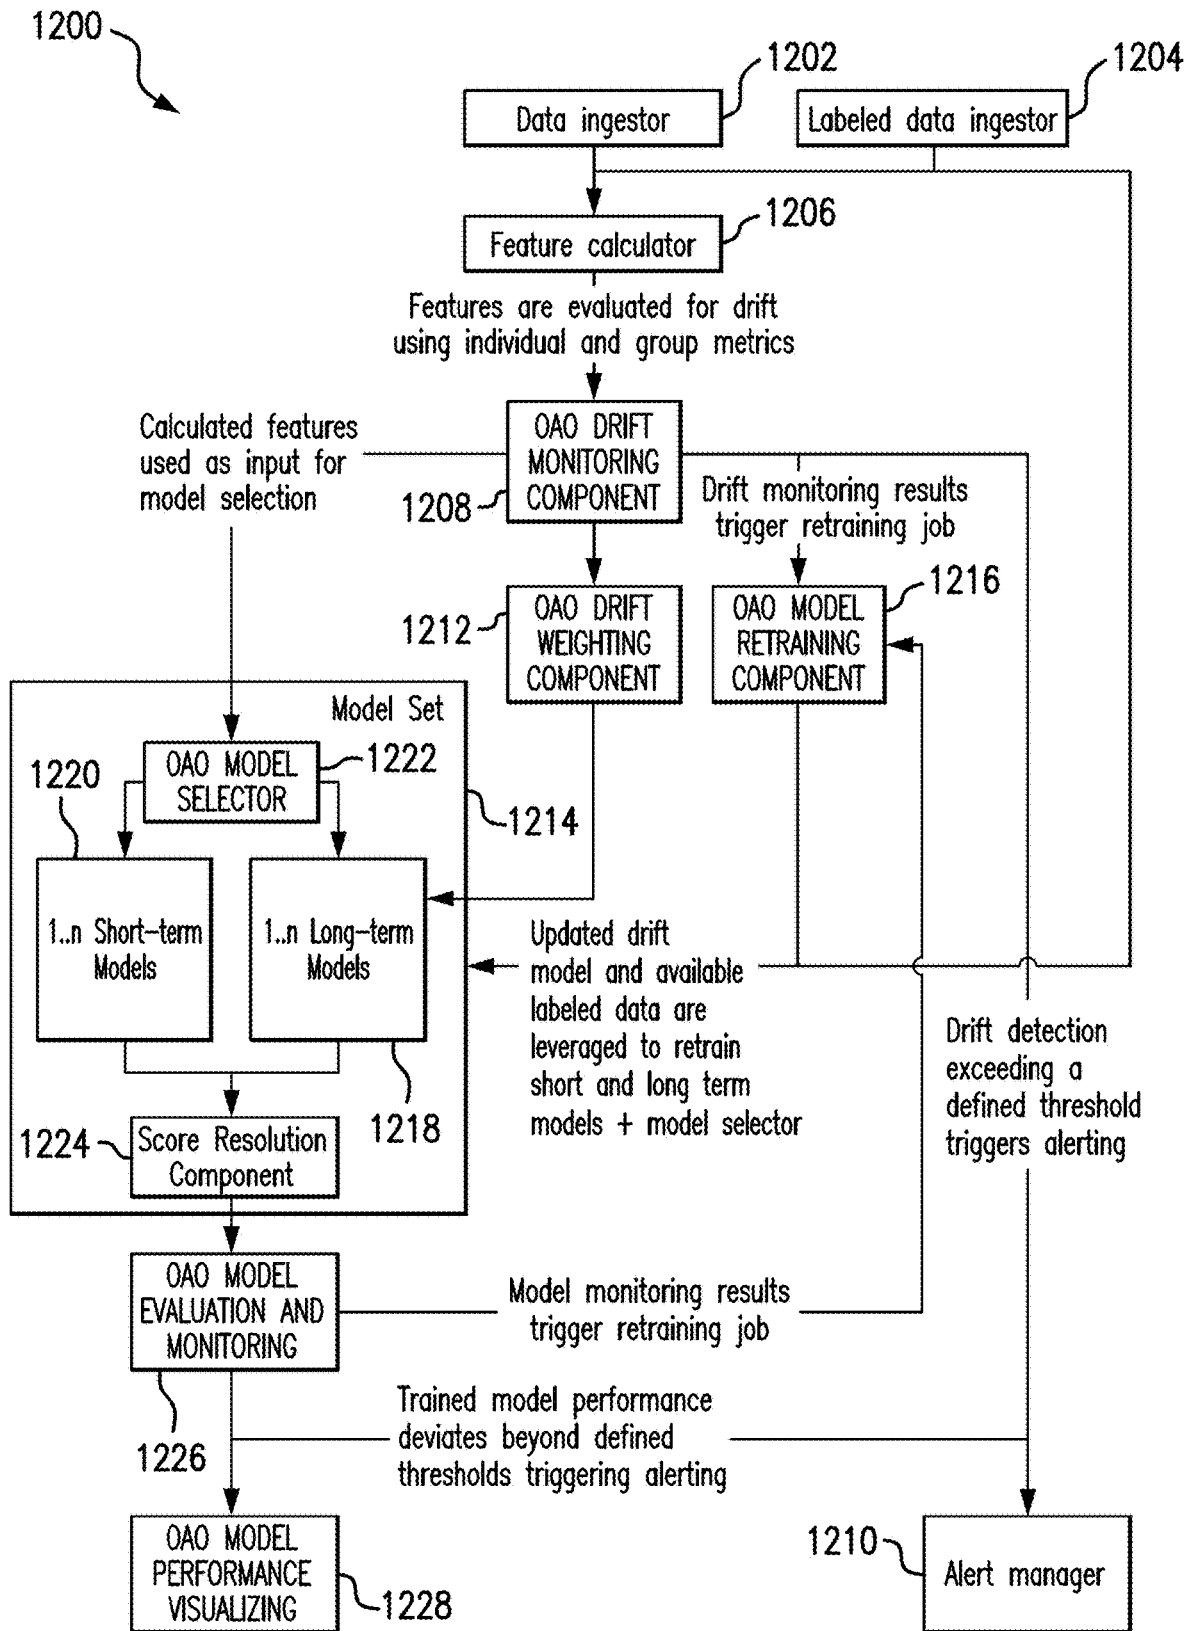 1200
1202
1204
Data ingestor
Labeled data ingestor
1206
Feature calculator
Features are evaluated for drift
using individual and group metrics
Calculated features
used as input for
model selection
OAO DRIFT
MONITORING
COMPONENT
1208
Drift monitoring results
trigger retraining job
1212
OAO DRIFT
WEIGHTING
COMPONENT
1216
OAO MODEL
RETRAINING
COMPONENT
Model Set
1220
OAO MODEL
SELECTOR
1222
1214
1..n Short-term
Models
1..n Long-term
Models
Updated drift
model and available
labeled data are
leveraged to retrain
short and long term
models + model selector
Drift detection
exceeding a
defined threshold
triggers alerting
1218
1224
Score Resolution
Component
OAO MODEL
EVALUATION AND
MONITORING
Model monitoring results
trigger retraining job
1226
Trained model performance
deviates beyond defined
thresholds triggering alerting
OAO MODEL
PERFORMANCE
VISUALIZING
1228
1210
Alert manager